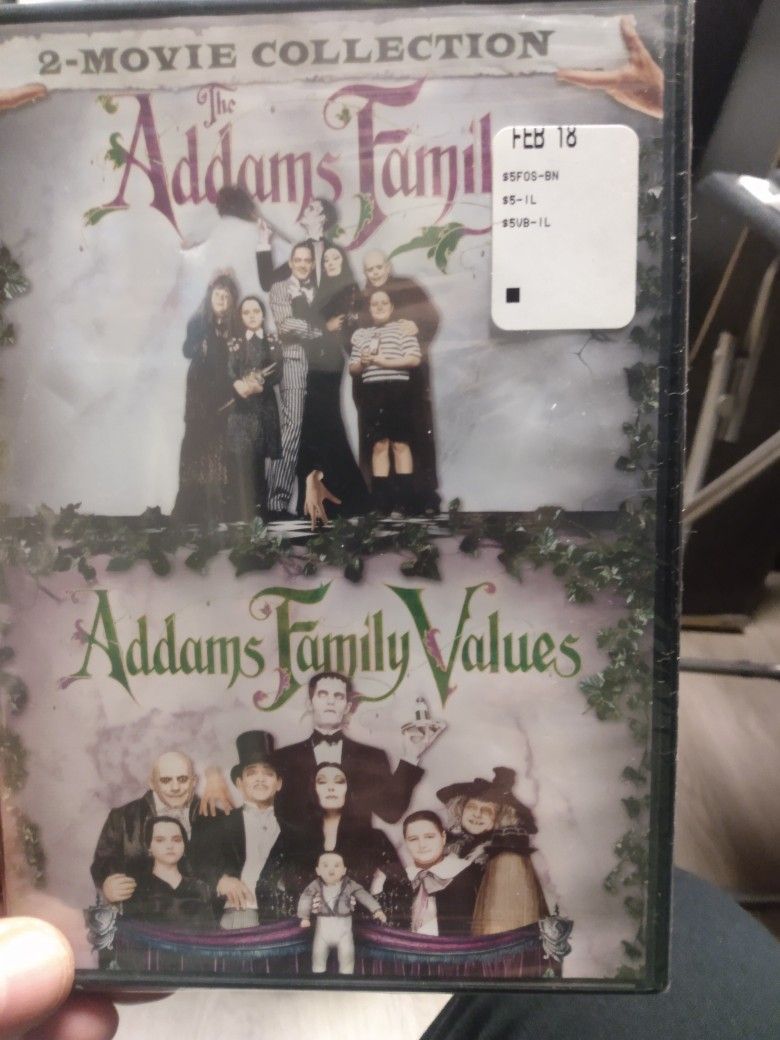 2-MOVIE COLLECTION
The
Addams Famil
FEB 18
$5FOS-BN
$5-IL
$5VB-IL
Addams Family Values